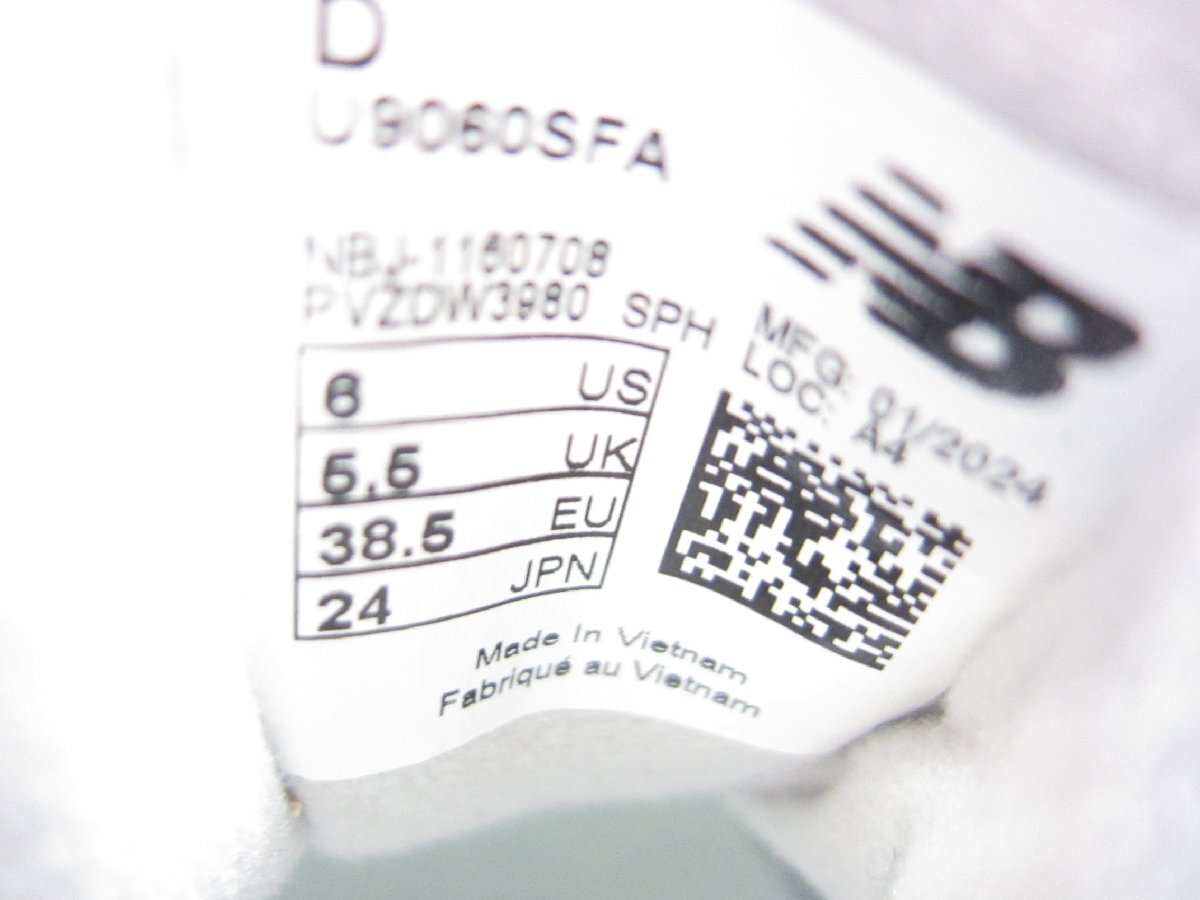 D
U9060SFA
NBJ-1160708
PVZDW3980 SPH
6 US
5.5 UK
38.5 EU
24 JPN
NB
MFG: 01/2024
LOC: A4
Made In Vietnam
Fabriqué au Vietnam